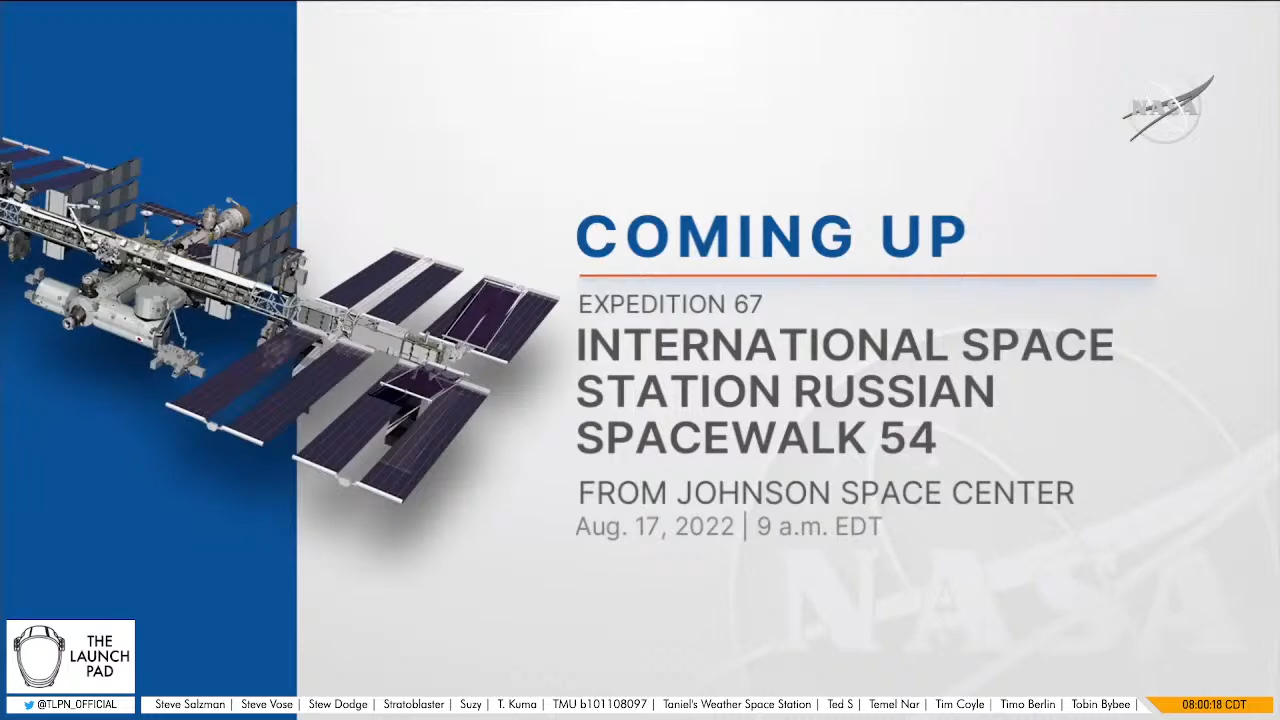 NASA
COMING UP
EXPEDITION 67
INTERNATIONAL SPACE
STATION RUSSIAN
SPACEWALK 54
FROM JOHNSON SPACE CENTER
Aug. 17, 2022 | 9 a.m. EDT
NASA
THE
LAUNCH
PAD
@TLPN_OFFICIAL
Steve Salzman | Steve Vose | Stew Dodge | Stratoblaster | Suzy | T. Kuma | TMU b101108097 | Taniel's Weather Space Station | Ted S | Temel Nar | Tim Coyle | Timo Berlin | Tobin Bybee |
08:00:18 CDT